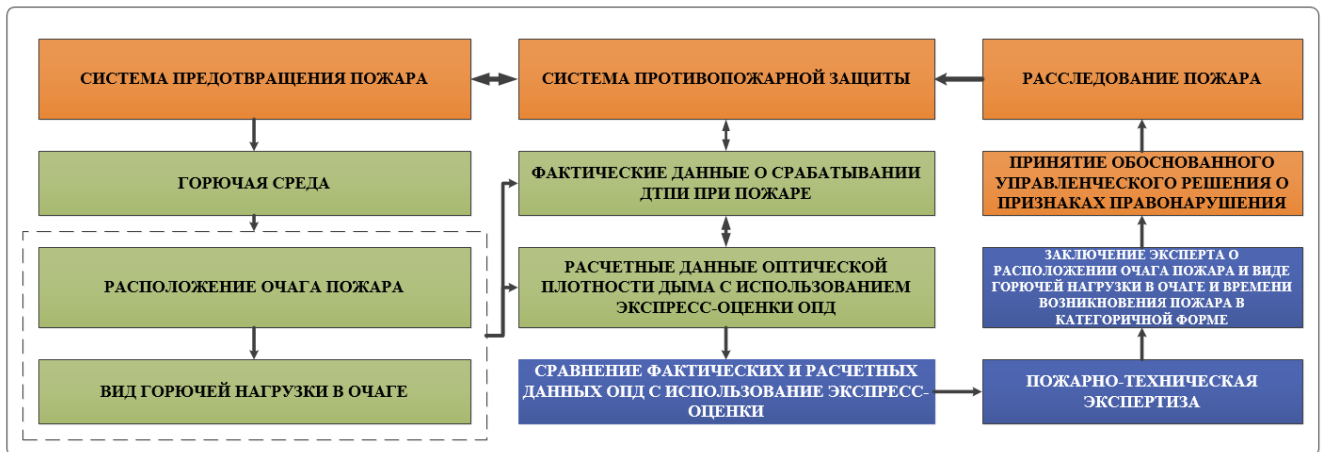 СИСТЕМА ПРЕДОТВРАЩЕНИЯ ПОЖАРА
ГОРЮЧАЯ СРЕДА
РАСПОЛОЖЕНИЕ ОЧАГА ПОЖАРА
ВИД ГОРЮЧЕЙ НАГРУЗКИ В ОЧАГЕ
СИСТЕМА ПРОТИВОПОЖАРНОЙ ЗАЩИТЫ
ФАКТИЧЕСКИЕ ДАННЫЕ О СРАБАТЫВАНИИ
ДТПИ ПРИ ПОЖАРЕ
РАСЧЕТНЫЕ ДАННЫЕ ОПТИЧЕСКОЙ
ПЛОТНОСТИ ДЫМА С ИСПОЛЬЗОВАНИЕМ
ЭКСПРЕСС-ОЦЕНКИ ОПД
СРАВНЕНИЕ ФАКТИЧЕСКИХ И РАСЧЕТНЫХ
ДАННЫХ ОПД С ИСПОЛЬЗОВАНИЕ ЭКСПРЕСС-
ОЦЕНКИ
РАССЛЕДОВАНИЕ ПОЖАРА
ПРИНЯТИЕ ОБОСНОВАННОГО
УПРАВЛЕНЧЕСКОГО РЕШЕНИЯ О
ПРИЗНАКАХ ПРАВОНАРУШЕНИЯ
ЗАКЛЮЧЕНИЕ ЭКСПЕРТА О
РАСПОЛОЖЕНИИ ОЧАГА ПОЖАРА И ВИДЕ
ГОРЮЧЕЙ НАГРУЗКИ В ОЧАГЕ И ВРЕМЕНИ
ВОЗНИКНОВЕНИЯ ПОЖАРА В
КАТЕГОРИЧНОЙ ФОРМЕ
ПОЖАРНО-ТЕХНИЧЕСКАЯ
ЭКСПЕРТИЗА